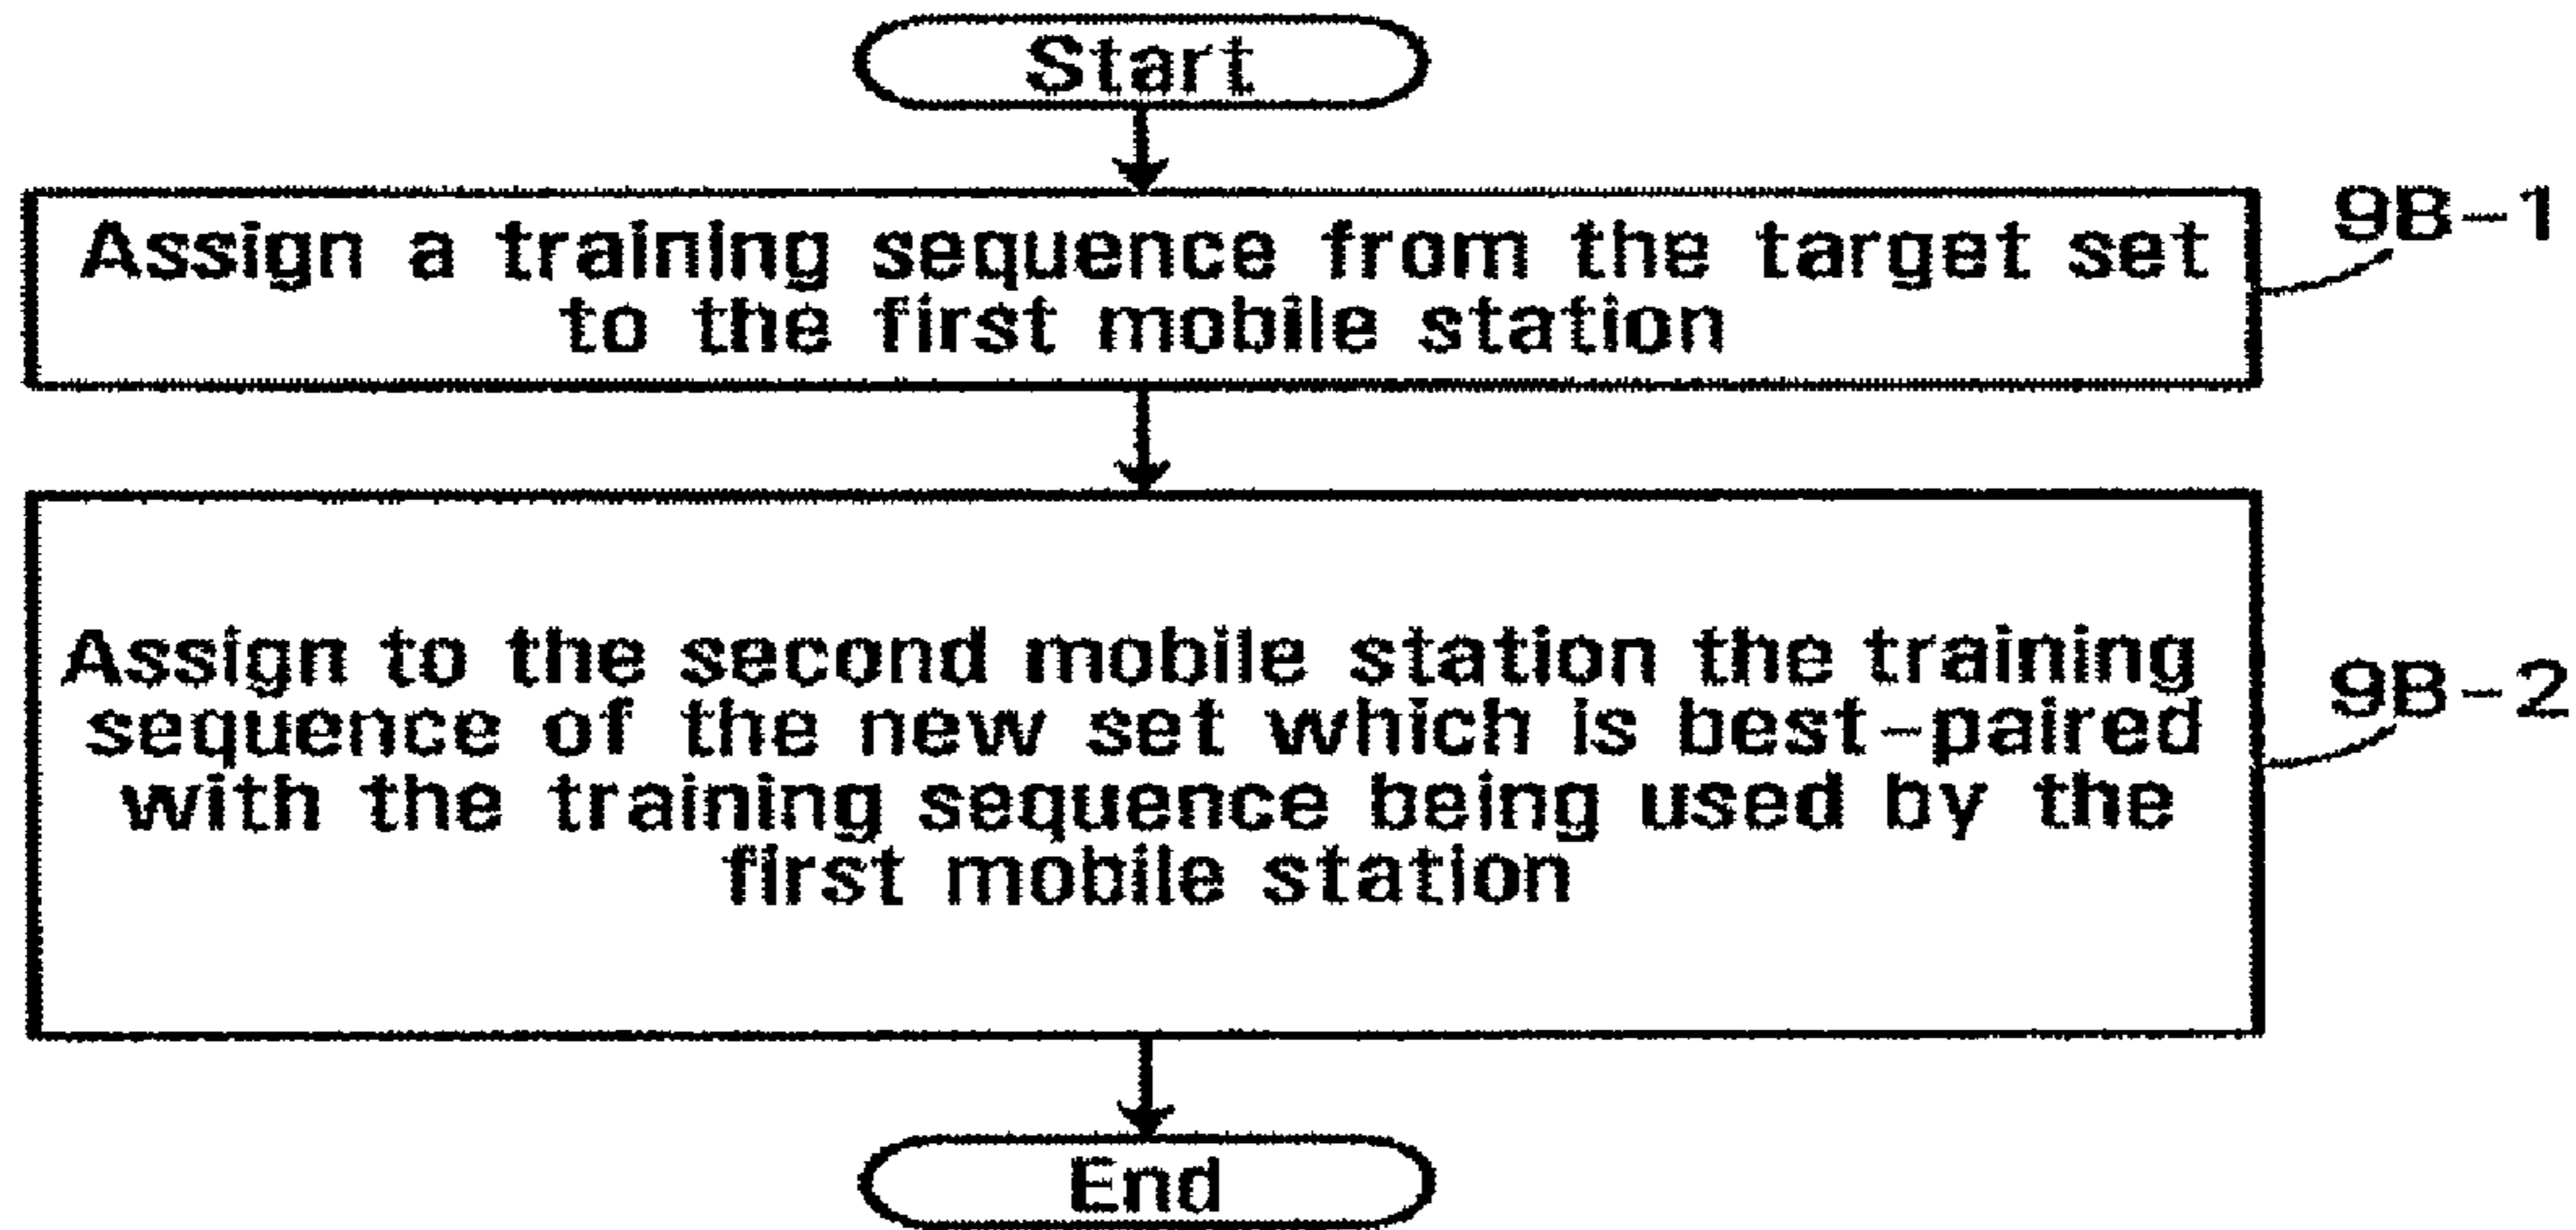 Start
Assign a training sequence from the target set
to the first mobile station
9B-1
Assign to the second mobile station the training
sequence of the new set which is best-paired
with the training sequence being used by the
first mobile station
9B-2
End